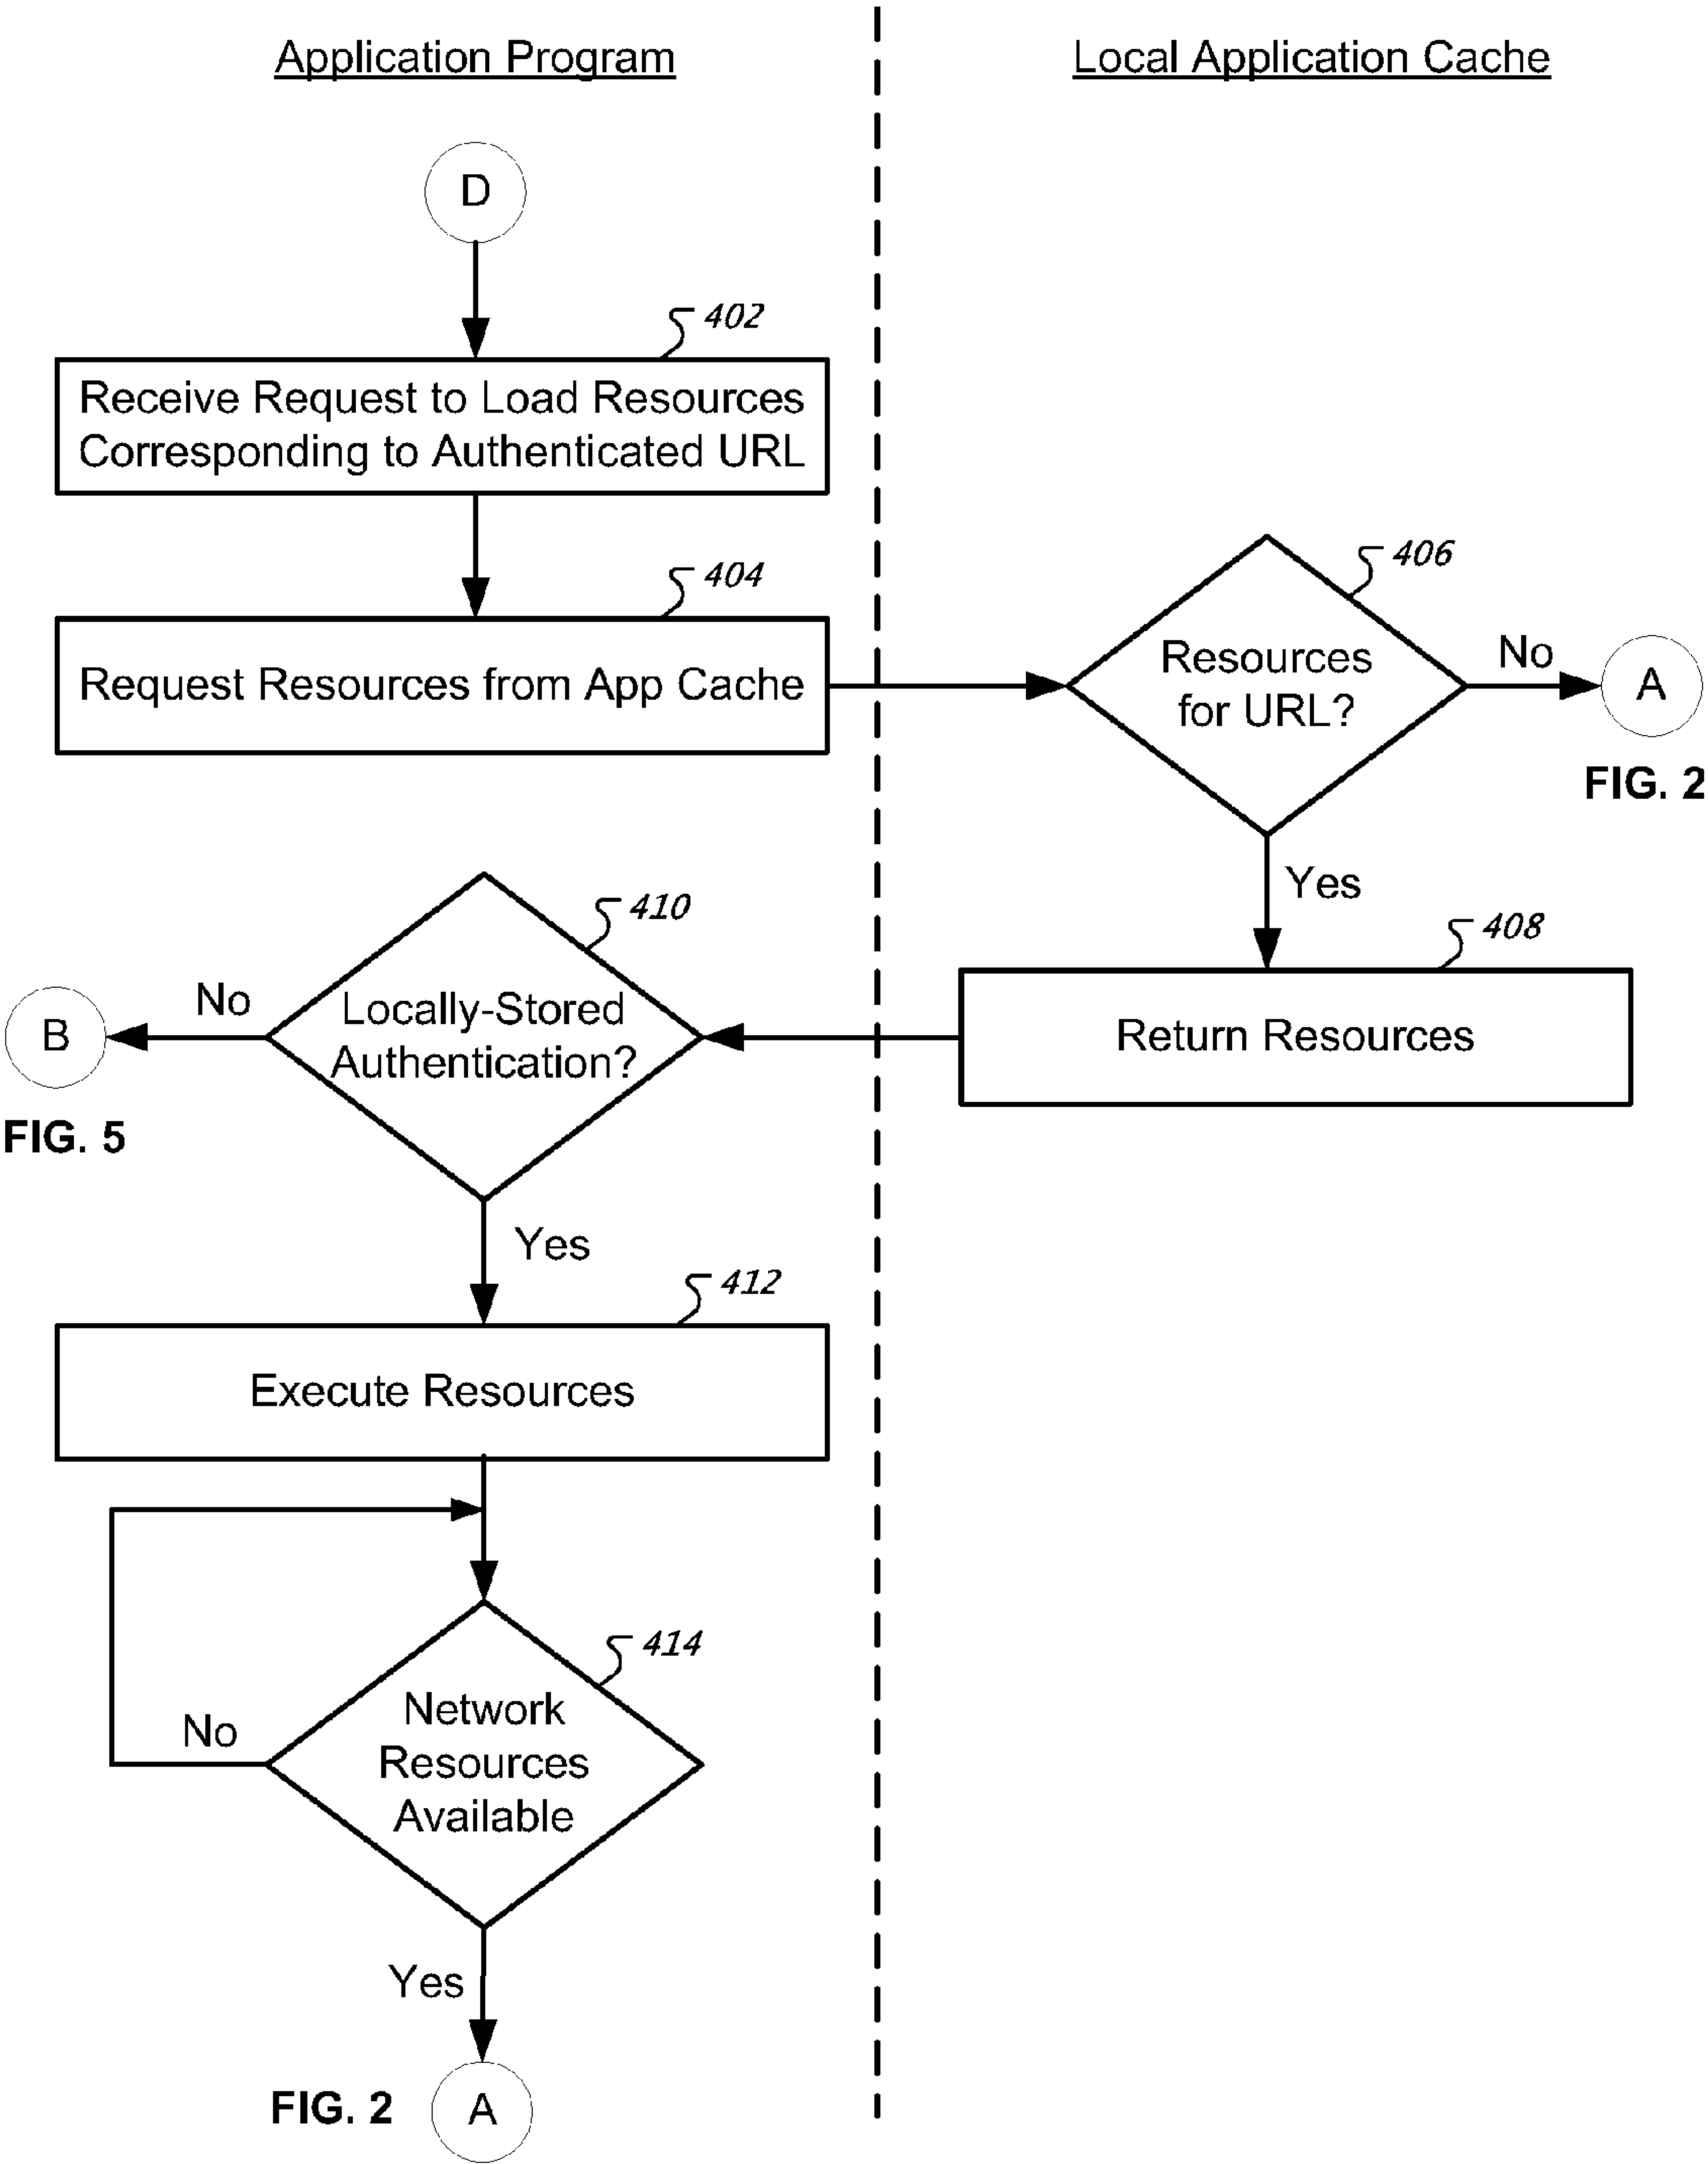 Application Program
Local Application Cache
D
402
Receive Request to Load Resources
Corresponding to Authenticated URL
404
Request Resources from App Cache
406
Resources
for URL?
No
A
FIG. 2
Yes
408
Return Resources
410
Locally-Stored
Authentication?
No
B
FIG. 5
Yes
412
Execute Resources
414
Network
Resources
Available
No
Yes
FIG. 2
A